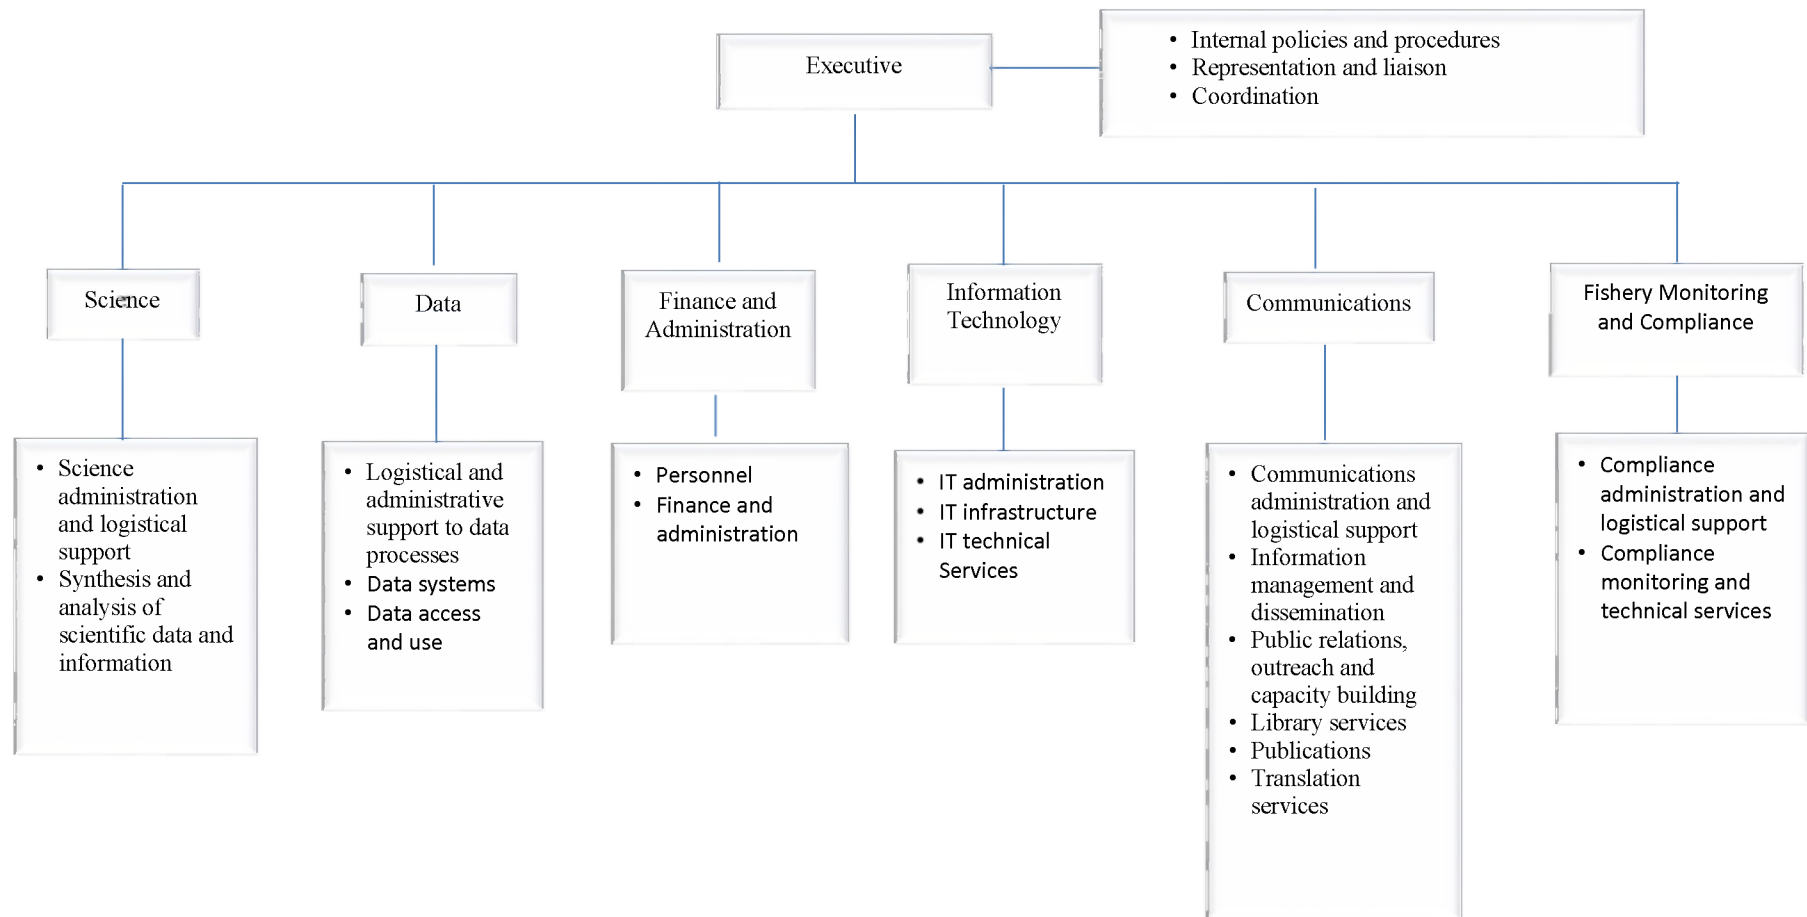 Executive
• Internal policies and procedures
• Representation and liaison
• Coordination
Science
Data
Finance and
Administration
Information
Technology
Communications
Fishery Monitoring
and Compliance
• Science
administration
and logistical
support
• Synthesis and
analysis of
scientific data and
information
• Logistical and
administrative
support to data
processes
• Data systems
• Data access
and use
• Personnel
• Finance and
administration
• IT administration
• IT infrastructure
• IT technical
Services
• Communications
administration and
logistical support
• Information
management and
dissemination
• Public relations,
outreach and
capacity building
• Library services
• Publications
• Translation
services
• Compliance
administration and
logistical support
• Compliance
monitoring and
technical services